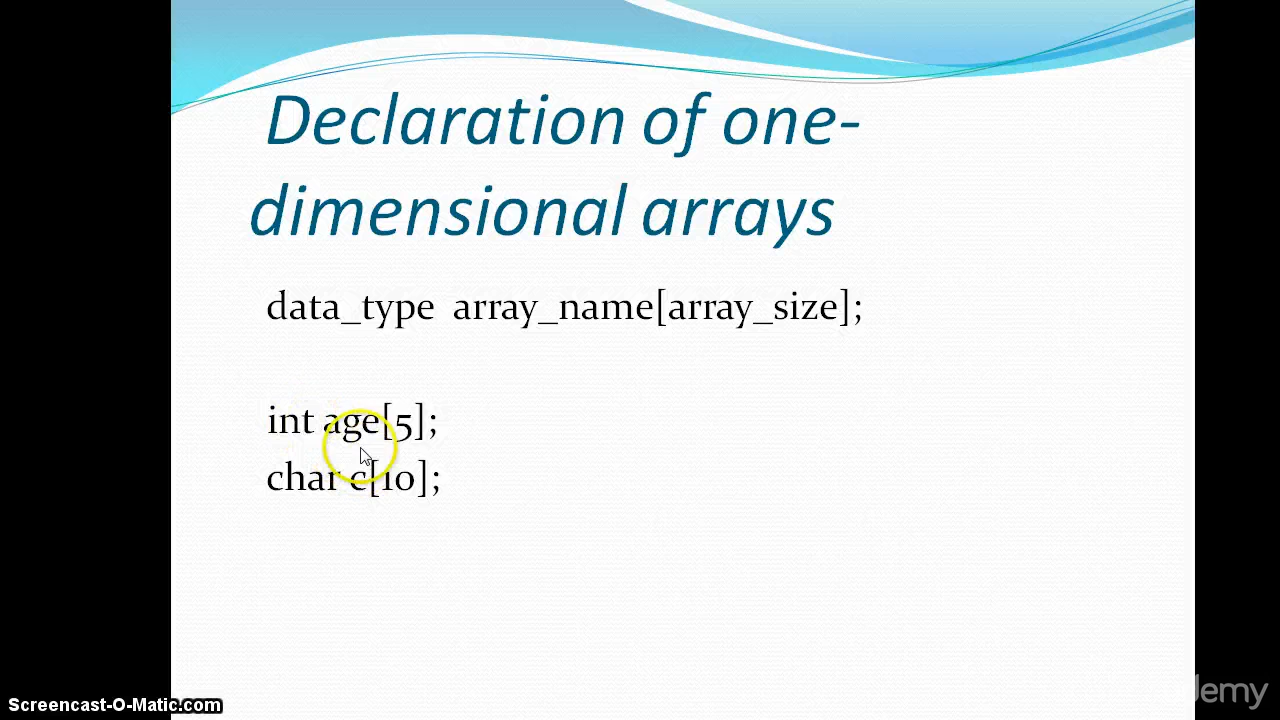 Declaration of one-
dimensional arrays
data_type array_name[array_size];
int age[5];
char c[10];
Screencast-O-Matic.com